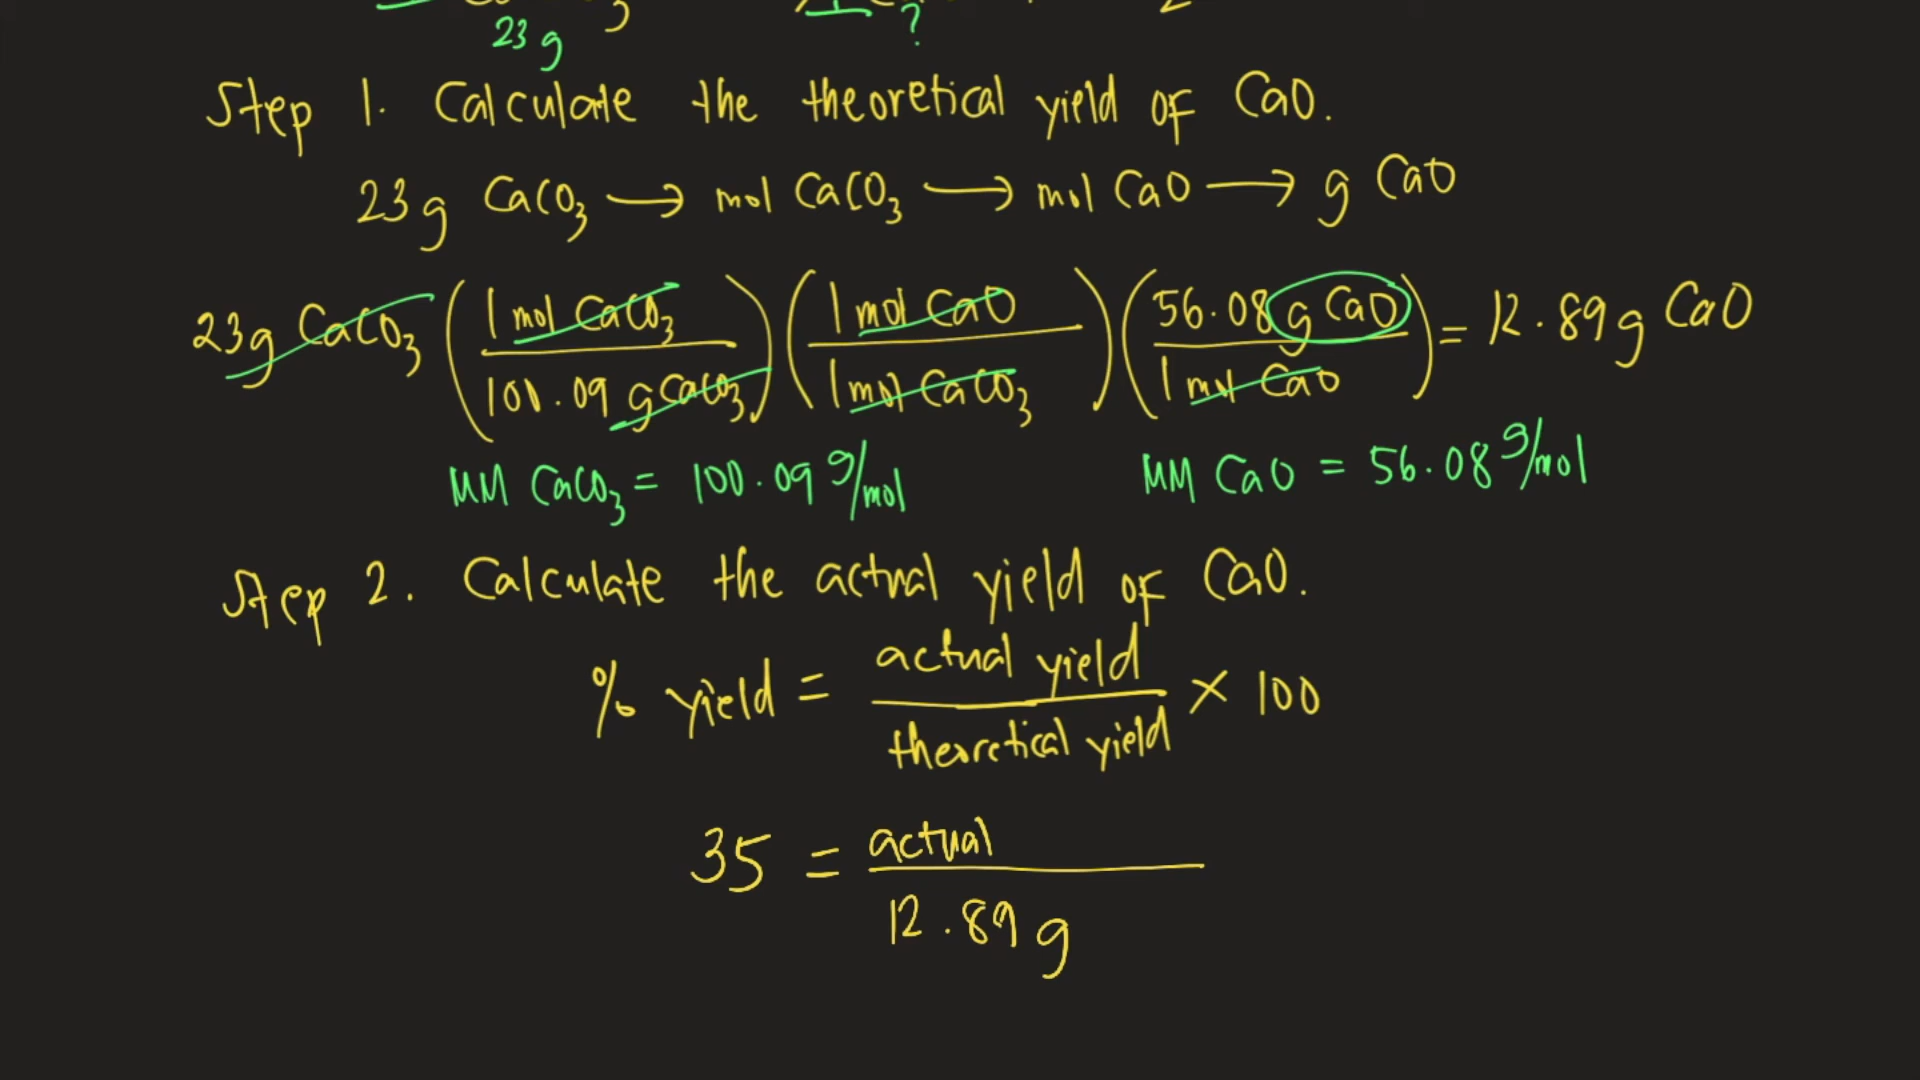 23 g ?
Step 1. Calculate the theoretical yield of CaO.
23 g CaCO₃ → mol CaCO₃ → mol CaO → g CaO
23g CaCO₃ (1 mol CaCO₃ / 100.09 g CaCO₃) (1 mol CaO / 1 mol CaCO₃) (56.08 g CaO / 1 mol CaO) = 12.89 g CaO
MM CaCO₃ = 100.09 g/mol MM CaO = 56.08 g/mol
Step 2. Calculate the actual yield of CaO.
% yield = actual yield / theoretical yield × 100
35 = actual / 12.89 g